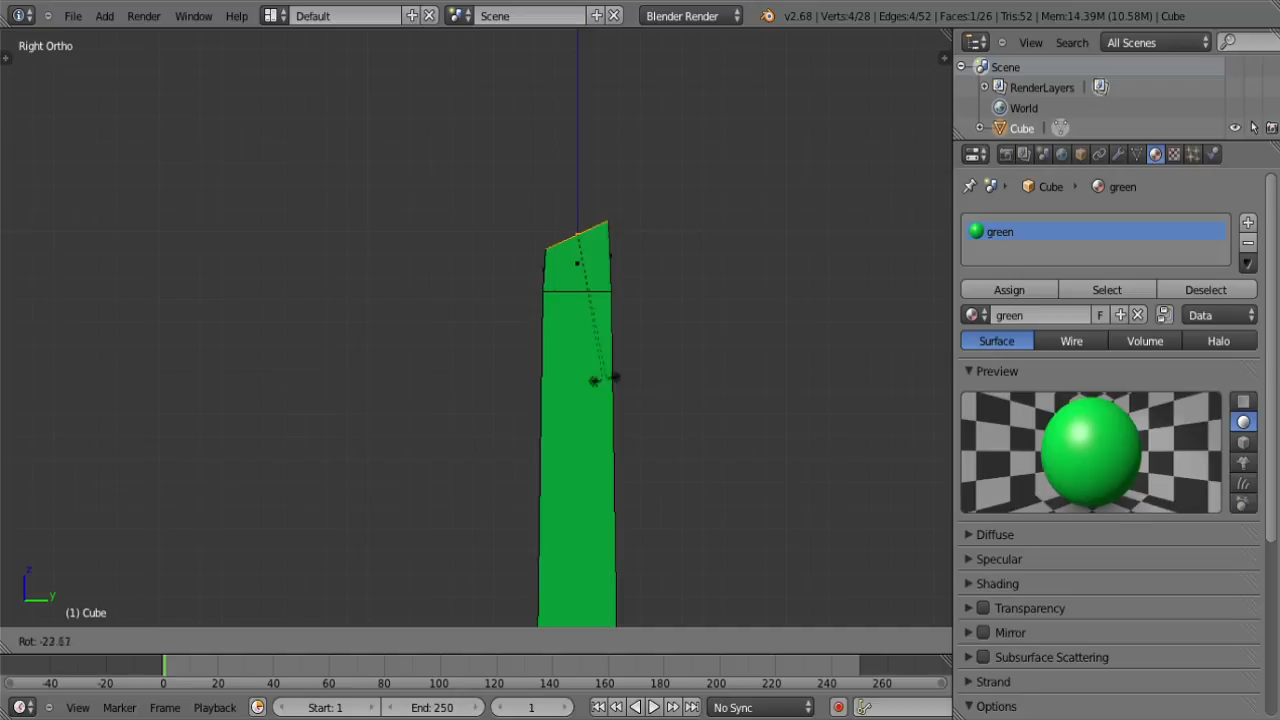 File Add Render Window Help Default Scene Blender Render v2.68 | Verts:4/28 | Edges:4/52 | Faces:1/26 | Tris:52 | Mem:14.39M (10.58M) | Cube
Right Ortho
View Search All Scenes
Scene
RenderLayers |
World
Cube |
Cube green
green
Assign Select Deselect
green F Data
Surface Wire Volume Halo
Preview
Diffuse
Specular
Shading
z
y
Transparency
(1) Cube
Mirror
Rot: -22.67
Subsurface Scattering
-40 -20 0 20 40 60 80 100 120 140 160 180 200 220 240 260
Strand
View Marker Frame Playback Start: 1 End: 250 1 No Sync
Options